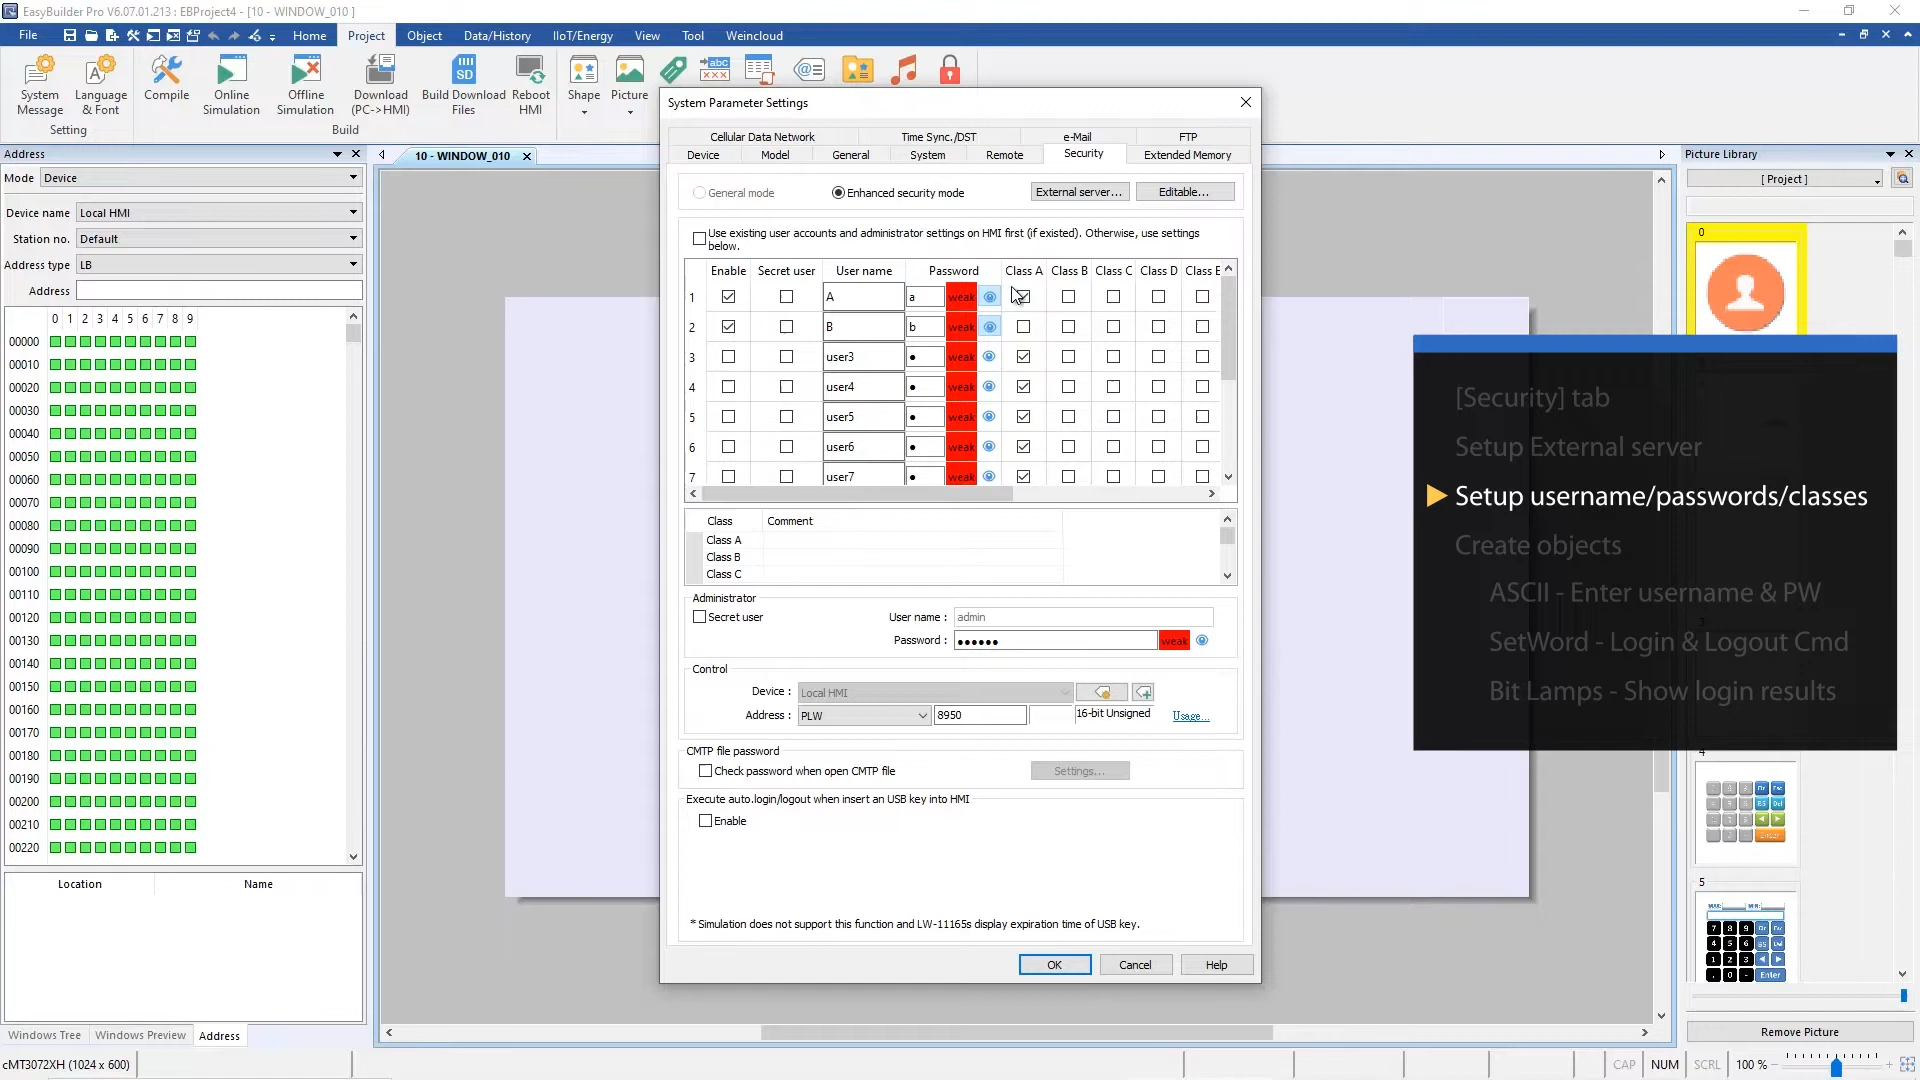 EasyBuilder Pro V6.07.01.213 : EBProject4 - [10 - WINDOW_010 ]
File Home Project Object Data/History IIoT/Energy View Tool Weincloud
System Message
Language & Font
Compile
Online Simulation
Offline Simulation
Download (PC->HMI)
Build Download Files
Reboot HMI
Shape
Picture
Setting
Build
Address
10 - WINDOW_010
Mode Device
Device name Local HMI
Station no. Default
Address type LB
Address
0 1 2 3 4 5 6 7 8 9
00000
00010
00020
00030
00040
00050
00060
00070
00080
00090
00100
00110
00120
00130
00140
00150
00160
00170
00180
00190
00200
00210
00220
Location Name
Windows Tree Windows Preview Address
cMT3072XH (1024 x 600)
System Parameter Settings
Cellular Data Network Time Sync./DST e-Mail FTP
Device Model General System Remote Security Extended Memory
General mode Enhanced security mode External server... Editable...
Use existing user accounts and administrator settings on HMI first (if existed). Otherwise, use settings
below.
Enable Secret user User name Password Class A Class B Class C Class D Class E
1 A a weak
2 B b weak
3 user3 weak
4 user4 weak
5 user5 weak
6 user6 weak
7 user7 weak
Class Comment
Class A
Class B
Class C
Administrator
Secret user User name : admin
Password : ●●●●●● weak
Control
Device : Local HMI
Address : PLW 8950 16-bit Unsigned Usage...
CMTP file password
Check password when open CMTP file Settings...
Execute auto.login/logout when insert an USB key into HMI
Enable
* Simulation does not support this function and LW-11165s display expiration time of USB key.
OK Cancel Help
Picture Library
[ Project ]
0
[Security] tab
Setup External server
Setup username/passwords/classes
Create objects
ASCII - Enter username & PW
SetWord - Login & Logout Cmd
Bit Lamps - Show login results
4
5
7 8 9
4 5 6
1 2 3
0 - Enter
Remove Picture
CAP NUM SCRL 100 %